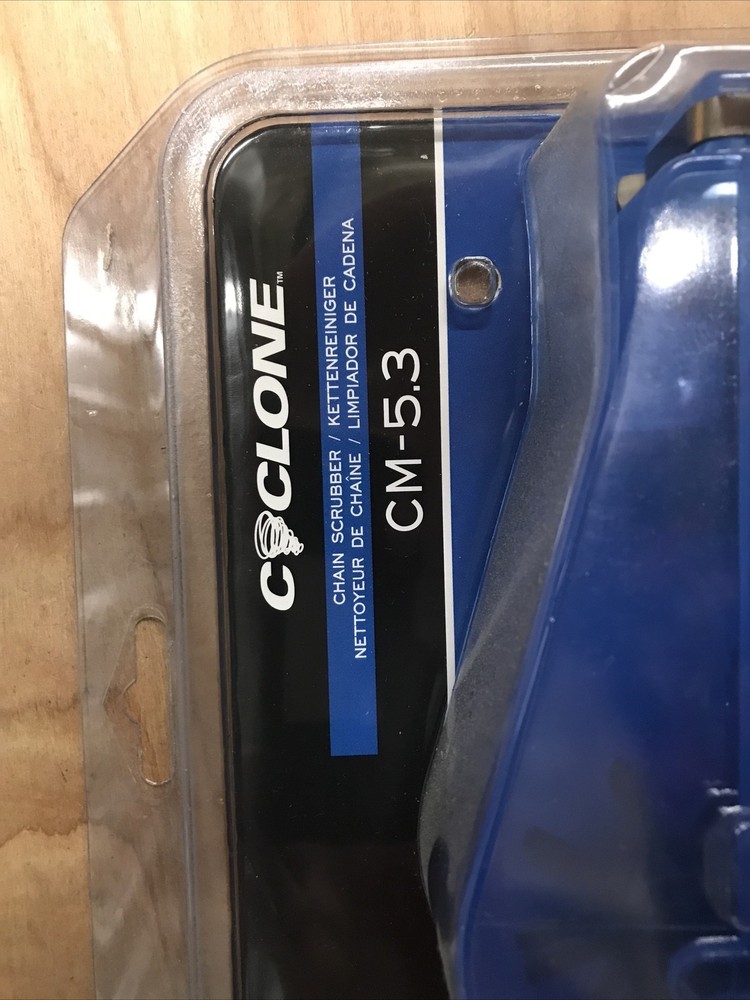 CYCLONE™
CHAIN SCRUBBER / KETTENREINIGER
NETTOYEUR DE CHAÎNE / LIMPIADOR DE CADENA
CM-5.3